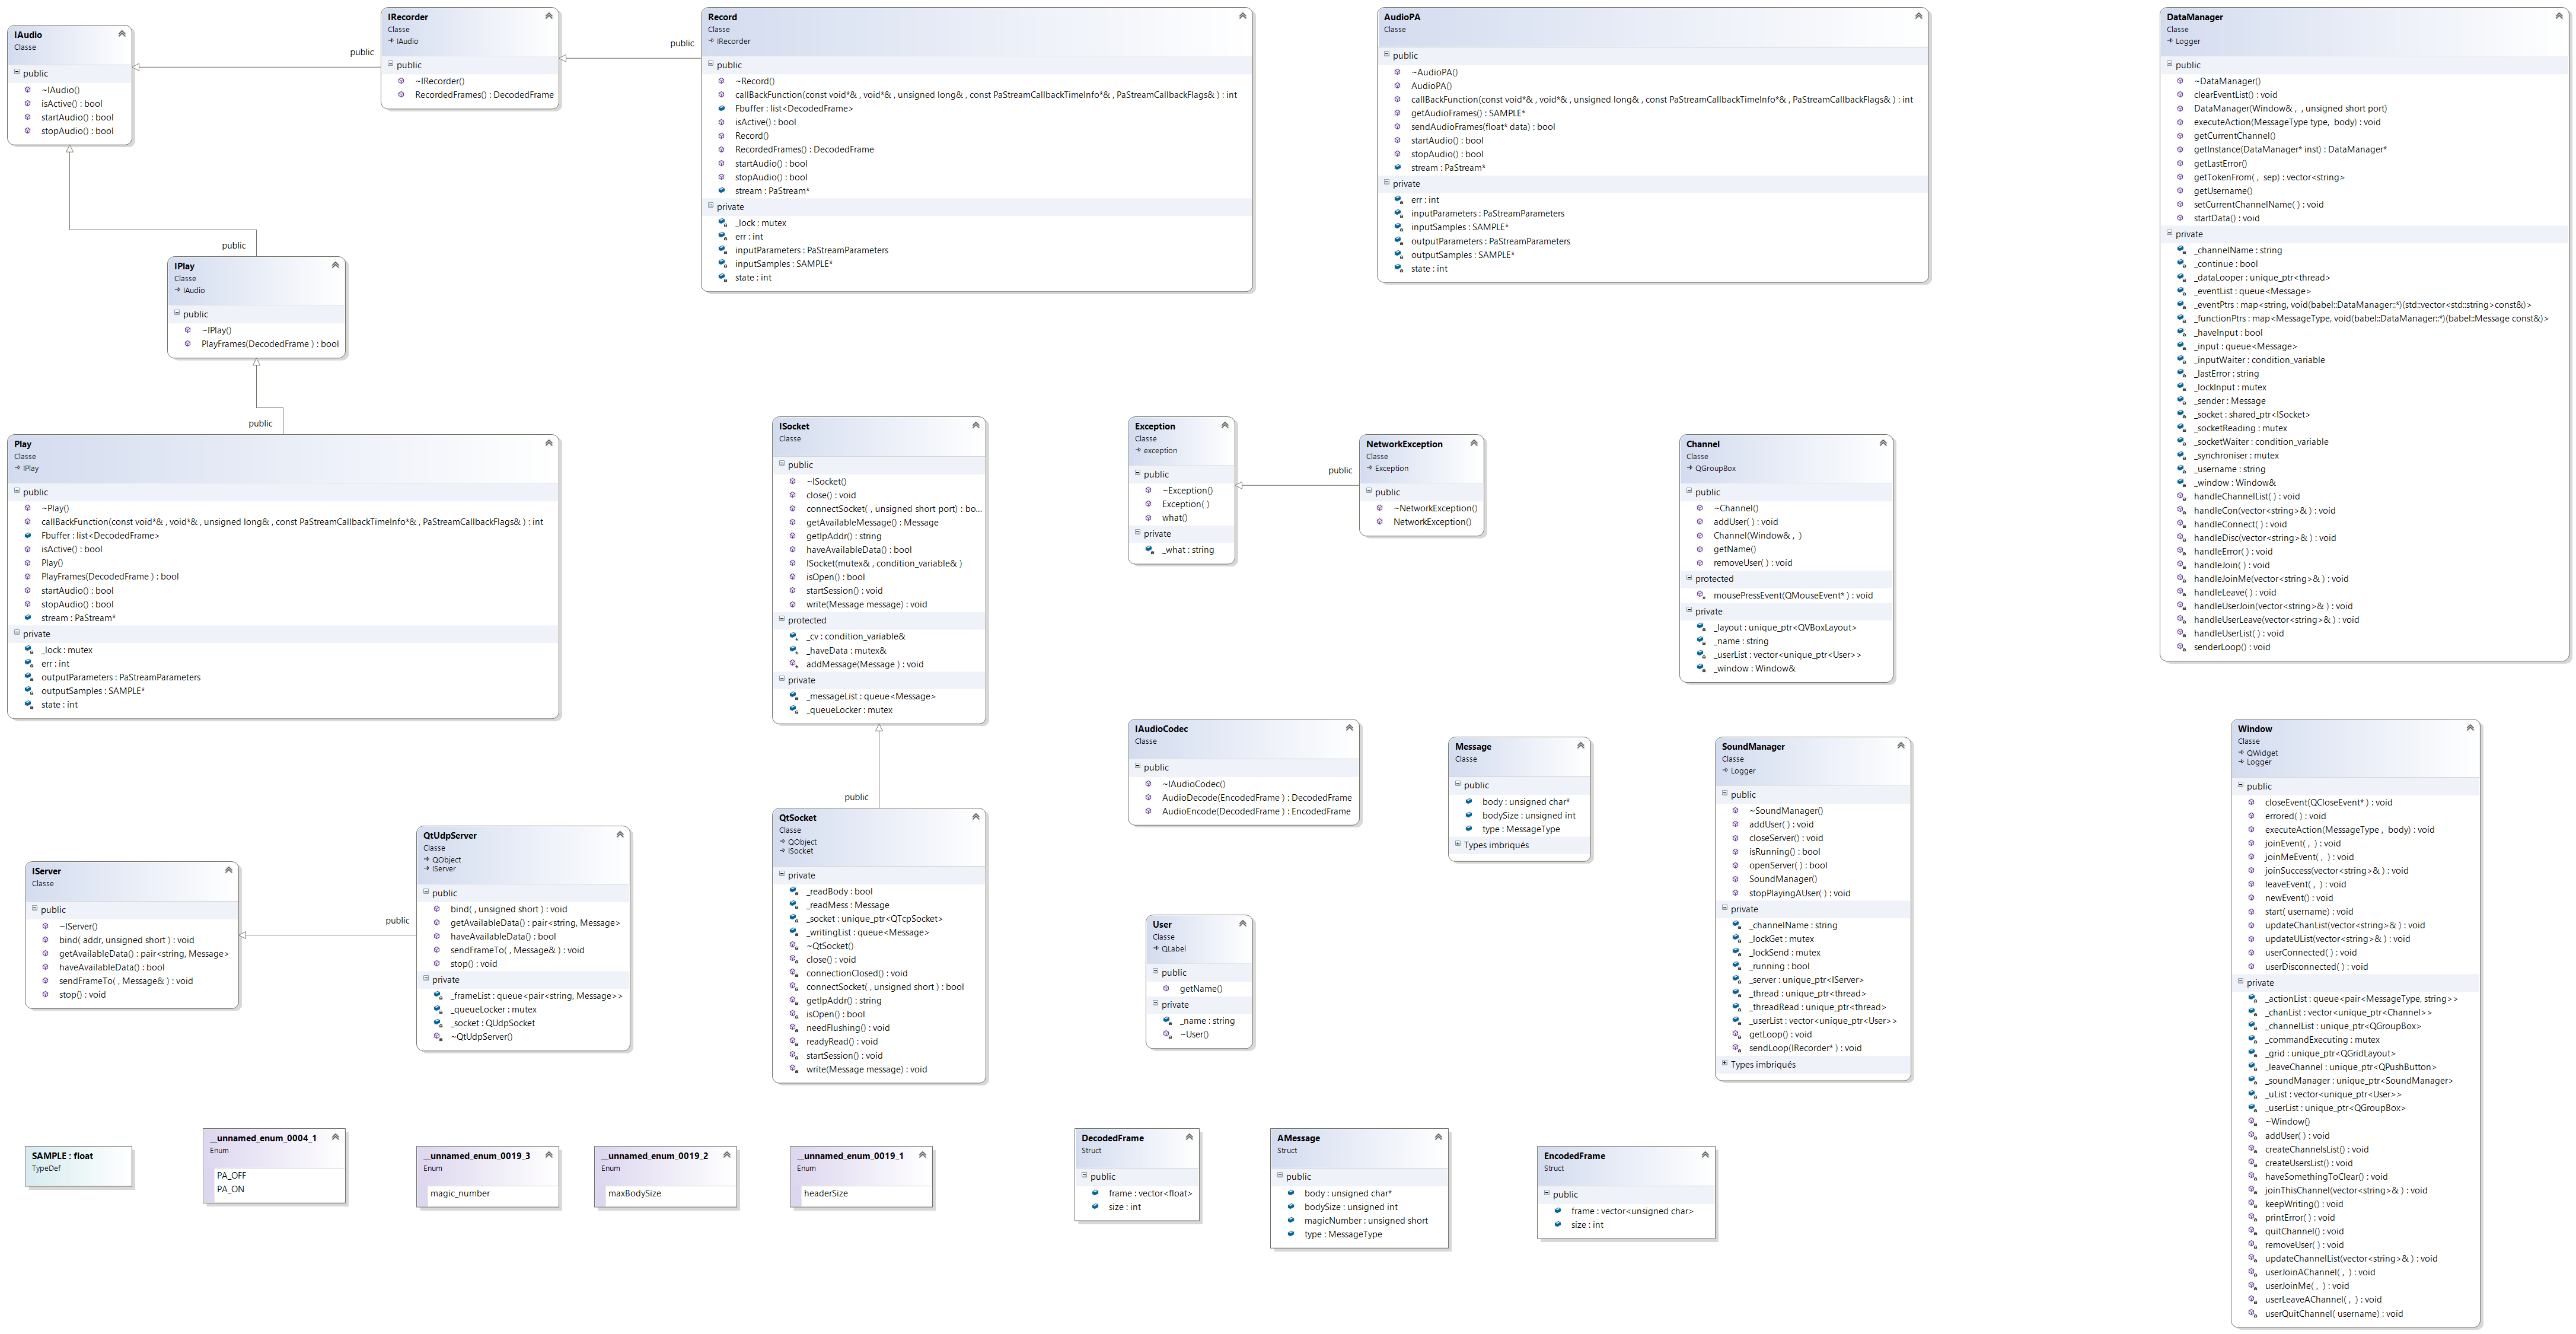 IAudio
Classe
public
~IAudio()
isActive() : bool
startAudio() : bool
stopAudio() : bool
public
IRecorder
Classe
IAudio
public
~IRecorder()
RecordedFrames() : DecodedFrame
public
Record
Classe
IRecorder
public
~Record()
callBackFunction(const void*& , void*& , unsigned long& , const PaStreamCallbackTimeInfo*& , PaStreamCallbackFlags& ) : int
Fbuffer : list<DecodedFrame>
isActive() : bool
Record()
RecordedFrames() : DecodedFrame
startAudio() : bool
stopAudio() : bool
stream : PaStream*
private
_lock : mutex
err : int
inputParameters : PaStreamParameters
inputSamples : SAMPLE*
state : int
AudioPA
Classe
public
~AudioPA()
AudioPA()
callBackFunction(const void*& , void*& , unsigned long& , const PaStreamCallbackTimeInfo*& , PaStreamCallbackFlags& ) : int
getAudioFrames() : SAMPLE*
sendAudioFrames(float* data) : bool
startAudio() : bool
stopAudio() : bool
stream : PaStream*
private
err : int
inputParameters : PaStreamParameters
inputSamples : SAMPLE*
outputParameters : PaStreamParameters
outputSamples : SAMPLE*
state : int
DataManager
Classe
Logger
public
~DataManager()
clearEventList() : void
DataManager(Window& , , unsigned short port)
executeAction(MessageType type, body) : void
getCurrentChannel()
getInstance(DataManager* inst) : DataManager*
getLastError()
getTokenFrom( , sep) : vector<string>
getUsername()
setCurrentChannelName( ) : void
startData() : void
private
_channelName : string
_continue : bool
_dataLooper : unique_ptr<thread>
_eventList : queue<Message>
_eventPtrs : map<string, void(babel::DataManager::*)(std::vector<std::string>const&)>
_functionPtrs : map<MessageType, void(babel::DataManager::*)(babel::Message const&)>
_haveInput : bool
_input : queue<Message>
_inputWaiter : condition_variable
_lastError : string
_lockInput : mutex
_sender : Message
_socket : shared_ptr<ISocket>
_socketReading : mutex
_socketWaiter : condition_variable
_synchroniser : mutex
_username : string
_window : Window&
handleChannelList( ) : void
handleCon(vector<string>& ) : void
handleConnect( ) : void
handleDisc(vector<string>& ) : void
handleError( ) : void
handleJoin( ) : void
handleJoinMe(vector<string>& ) : void
handleLeave( ) : void
handleUserJoin(vector<string>& ) : void
handleUserLeave(vector<string>& ) : void
handleUserList( ) : void
senderLoop() : void
public
IPlay
Classe
IAudio
public
~IPlay()
PlayFrames(DecodedFrame ) : bool
public
Play
Classe
IPlay
public
~Play()
callBackFunction(const void*& , void*& , unsigned long& , const PaStreamCallbackTimeInfo*& , PaStreamCallbackFlags& ) : int
Fbuffer : list<DecodedFrame>
isActive() : bool
Play()
PlayFrames(DecodedFrame ) : bool
startAudio() : bool
stopAudio() : bool
stream : PaStream*
private
_lock : mutex
err : int
outputParameters : PaStreamParameters
outputSamples : SAMPLE*
state : int
ISocket
Classe
public
~ISocket()
close() : void
connectSocket( , unsigned short port) : bo...
getAvailableMessage() : Message
getIpAddr() : string
haveAvailableData() : bool
ISocket(mutex& , condition_variable& )
isOpen() : bool
startSession() : void
write(Message message) : void
protected
_cv : condition_variable&
_haveData : mutex&
addMessage(Message ) : void
private
_messageList : queue<Message>
_queueLocker : mutex
Exception
Classe
exception
public
~Exception()
Exception( )
what()
private
_what : string
public
NetworkException
Classe
Exception
public
~NetworkException()
NetworkException()
Channel
Classe
QGroupBox
public
~Channel()
addUser( ) : void
Channel(Window& , )
getName()
removeUser( ) : void
protected
mousePressEvent(QMouseEvent* ) : void
private
_layout : unique_ptr<QVBoxLayout>
_name : string
_userList : vector<unique_ptr<User>>
_window : Window&
IAudioCodec
Classe
public
~IAudioCodec()
AudioDecode(EncodedFrame ) : DecodedFrame
AudioEncode(DecodedFrame ) : EncodedFrame
Message
Classe
public
body : unsigned char*
bodySize : unsigned int
type : MessageType
Types imbriqués
SoundManager
Classe
Logger
public
~SoundManager()
addUser( ) : void
closeServer() : void
isRunning() : bool
openServer( ) : bool
SoundManager()
stopPlayingAUser( ) : void
private
_channelName : string
_lockGet : mutex
_lockSend : mutex
_running : bool
_server : unique_ptr<IServer>
_thread : unique_ptr<thread>
_threadRead : unique_ptr<thread>
_userList : vector<unique_ptr<User>>
getLoop() : void
sendLoop(IRecorder* ) : void
Types imbriqués
Window
Classe
QWidget
Logger
public
closeEvent(QCloseEvent* ) : void
errored( ) : void
executeAction(MessageType , body) : void
joinEvent( , ) : void
joinMeEvent( , ) : void
joinSuccess(vector<string>& ) : void
leaveEvent( , ) : void
newEvent() : void
start( username) : void
updateChanList(vector<string>& ) : void
updateUList(vector<string>& ) : void
userConnected( ) : void
userDisconnected( ) : void
private
_actionList : queue<pair<MessageType, string>>
_chanList : vector<unique_ptr<Channel>>
_channelList : unique_ptr<QGroupBox>
_commandExecuting : mutex
_grid : unique_ptr<QGridLayout>
_leaveChannel : unique_ptr<QPushButton>
_soundManager : unique_ptr<SoundManager>
_uList : vector<unique_ptr<User>>
_userList : unique_ptr<QGroupBox>
~Window()
addUser( ) : void
createChannelsList() : void
createUsersList() : void
haveSomethingToClear() : void
joinThisChannel(vector<string>& ) : void
keepWriting() : void
printError( ) : void
quitChannel() : void
removeUser( ) : void
updateChannelList(vector<string>& ) : void
userJoinAChannel( , ) : void
userJoinMe( , ) : void
userLeaveAChannel( , ) : void
userQuitChannel( username) : void
public
QtSocket
Classe
QObject
ISocket
private
_readBody : bool
_readMess : Message
_socket : unique_ptr<QTcpSocket>
_writingList : queue<Message>
~QtSocket()
close() : void
connectionClosed() : void
connectSocket( , unsigned short ) : bool
getIpAddr() : string
isOpen() : bool
needFlushing() : void
readyRead() : void
startSession() : void
write(Message message) : void
IServer
Classe
public
~IServer()
bind( addr, unsigned short ) : void
getAvailableData() : pair<string, Message>
haveAvailableData() : bool
sendFrameTo( , Message& ) : void
stop() : void
public
QtUdpServer
Classe
QObject
IServer
public
bind( , unsigned short ) : void
getAvailableData() : pair<string, Message>
haveAvailableData() : bool
sendFrameTo( , Message& ) : void
stop() : void
private
_frameList : queue<pair<string, Message>>
_queueLocker : mutex
_socket : QUdpSocket
~QtUdpServer()
User
Classe
QLabel
public
getName()
private
_name : string
~User()
SAMPLE : float
TypeDef
__unnamed_enum_0004_1
Enum
PA_OFF
PA_ON
__unnamed_enum_0019_3
Enum
magic_number
__unnamed_enum_0019_2
Enum
maxBodySize
__unnamed_enum_0019_1
Enum
headerSize
DecodedFrame
Struct
public
frame : vector<float>
size : int
AMessage
Struct
public
body : unsigned char*
bodySize : unsigned int
magicNumber : unsigned short
type : MessageType
EncodedFrame
Struct
public
frame : vector<unsigned char>
size : int